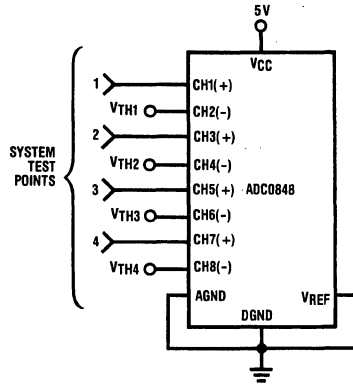 5V
VCC
1 CH1(+)
VTH1 CH2(-)
2 CH3(+)
VTH2 CH4(-)
SYSTEM
TEST
POINTS
3 CH5(+) ADC0848
VTH3 CH6(-)
4 CH7(+)
VTH4 CH8(-)
AGND VREF
DGND